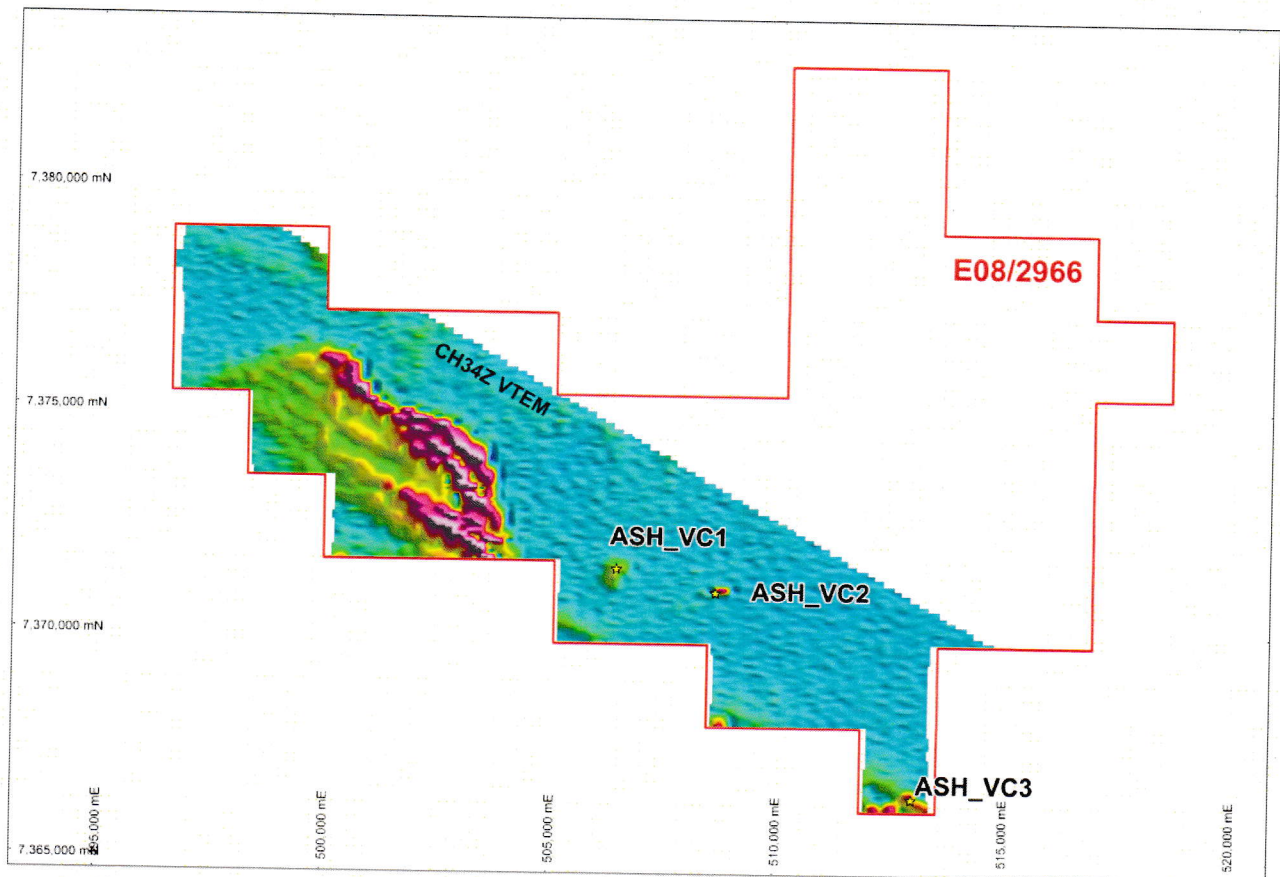 7,380,000 mN
E08/2966
7,375,000 mN
CH34Z VTEM
ASH_VC1
ASH_VC2
7,370,000 mN
ASH_VC3
7,365,000 mN
495,000 mE
500,000 mE
505,000 mE
510,000 mE
515,000 mE
520,000 mE